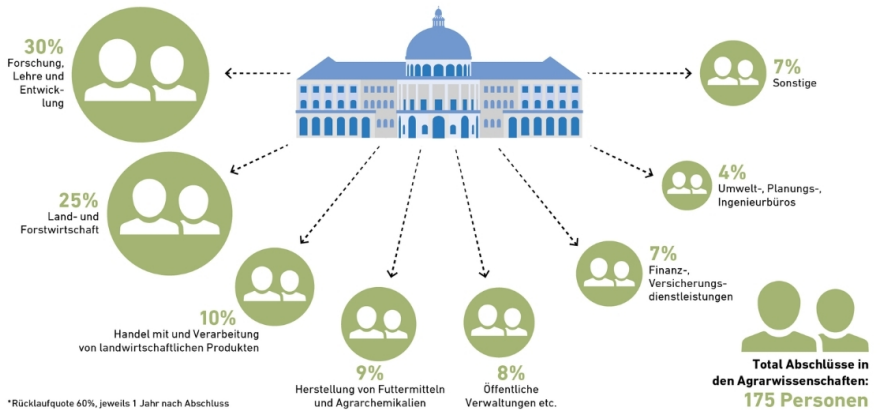 30%
Forschung,
Lehre und
Entwick-
lung
25%
Land- und
Forstwirtschaft
10%
Handel mit und Verarbeitung
von landwirtschaftlichen Produkten
9%
Herstellung von Futtermitteln
und Agrarchemikalien
8%
Öffentliche
Verwaltungen etc.
7%
Finanz-,
Versicherungs-
dienstleistungen
4%
Umwelt-, Planungs-,
Ingenieurbüros
7%
Sonstige
Total Abschlüsse in
den Agrarwissenschaften:
175 Personen
*Rücklaufquote 60%, jeweils 1 Jahr nach Abschluss